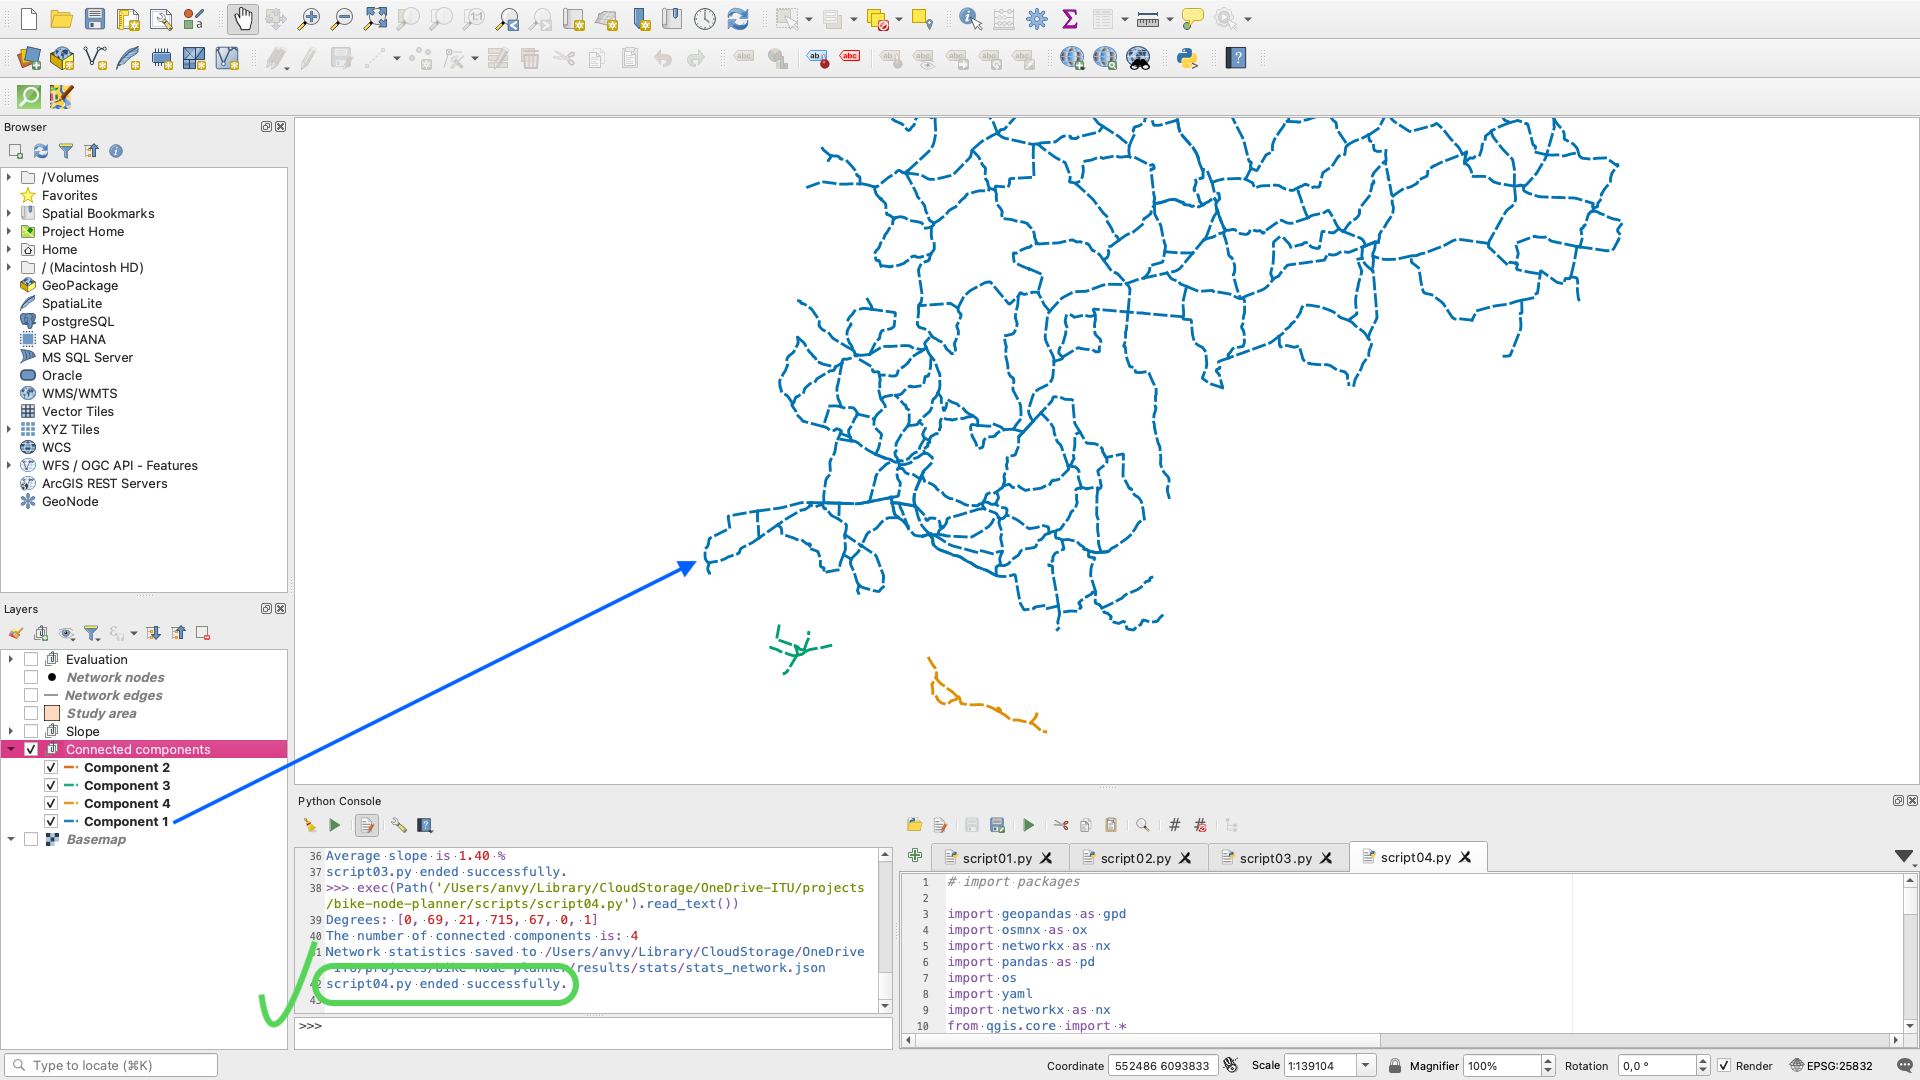 Browser
/Volumes
Favorites
Spatial Bookmarks
Project Home
Home
/ (Macintosh HD)
GeoPackage
SpatiaLite
PostgreSQL
SAP HANA
MS SQL Server
Oracle
WMS/WMTS
Vector Tiles
XYZ Tiles
WCS
WFS / OGC API - Features
ArcGIS REST Servers
GeoNode
Layers
Evaluation
Network nodes
Network edges
Study area
Slope
Connected components
Component 2
Component 3
Component 4
Component 1
Basemap
Python Console
36 Average slope is 1.40 %
37 script03.py ended successfully.
38 >>> exec(Path('/Users/anvy/Library/CloudStorage/OneDrive-ITU/projects
/bike-node-planner/scripts/script04.py').read_text())
39 Degrees: [0, 69, 21, 715, 67, 0, 1]
40 The number of connected components is: 4
41 Network statistics saved to /Users/anvy/Library/CloudStorage/OneDrive
-ITU/projects/bike-node-planner/results/stats/stats_network.json
42 script04.py ended successfully.
43
>>>
script01.py
script02.py
script03.py
script04.py
1 # import packages
2
3 import geopandas as gpd
4 import osmnx as ox
5 import networkx as nx
6 import pandas as pd
7 import os
8 import yaml
9 import networkx as nx
10 from qgis.core import *
Type to locate (⌘K)
Coordinate 552486 6093833
Scale 1:139104
Magnifier 100%
Rotation 0,0 °
Render
EPSG:25832